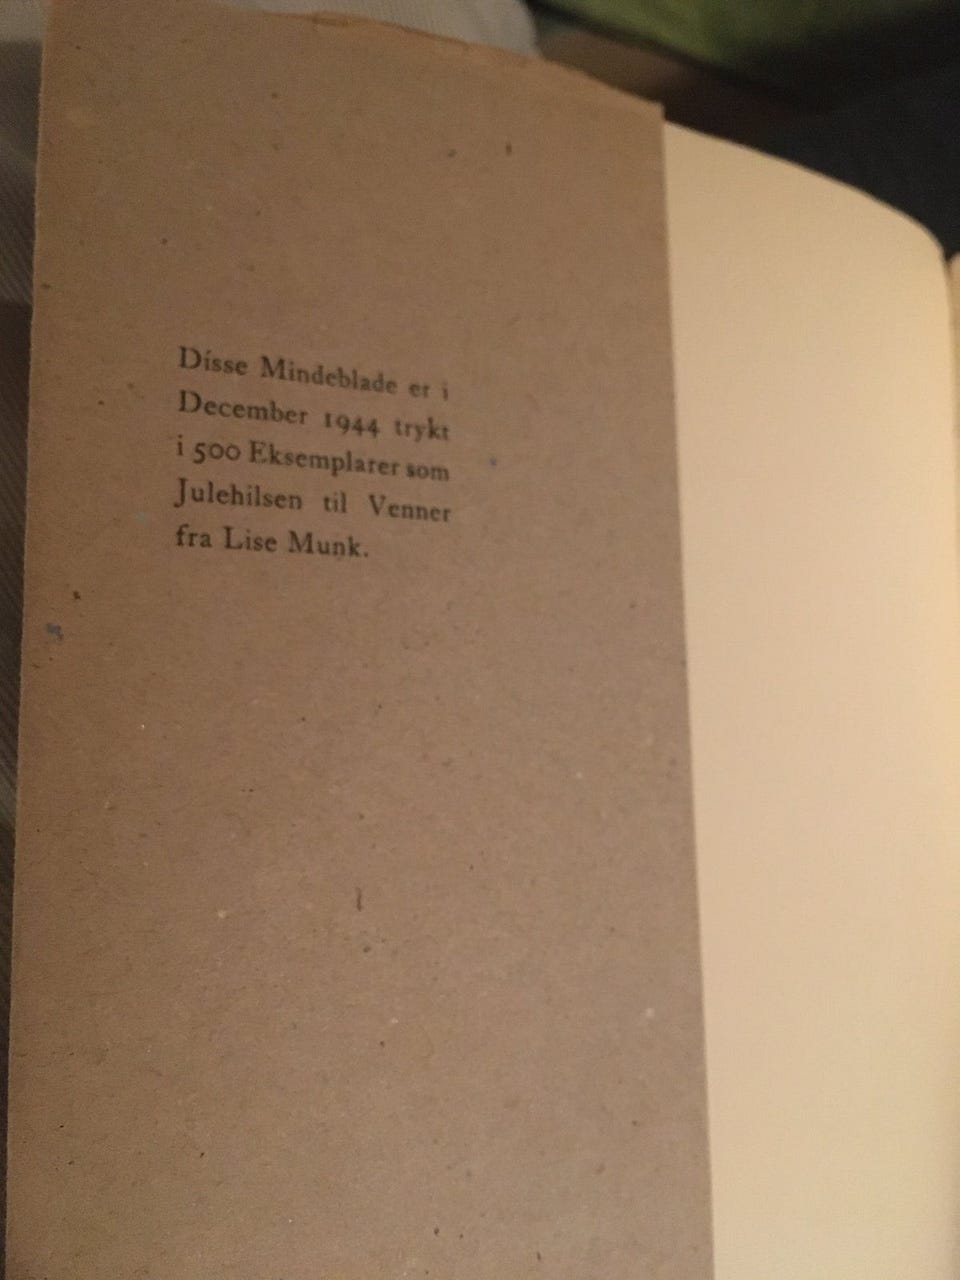 Disse Mindeblade er i
December 1944 trykt
i 500 Eksemplarer som
Julehilsen til Venner
fra Lise Munk.